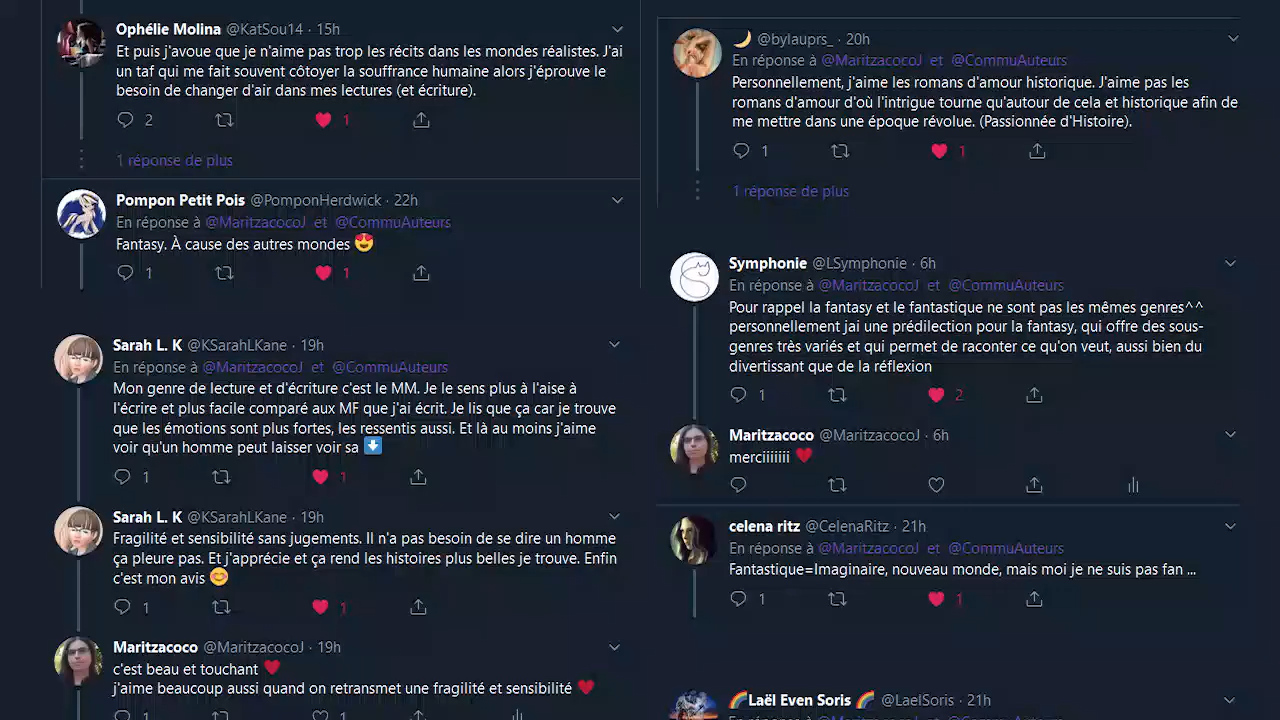 Ophélie Molina @KatSou14 · 15h
Et puis j'avoue que je n'aime pas trop les récits dans les mondes réalistes. J'ai
un taf qui me fait souvent côtoyer la souffrance humaine alors j'éprouve le
besoin de changer d'air dans mes lectures (et écriture).
2 1
1 réponse de plus
Pompon Petit Pois @PomponHerdwick · 22h
En réponse à @MaritzacocoJ et @CommuAuteurs
Fantasy. À cause des autres mondes 😍
1 1
Sarah L. K @KSarahLKane · 19h
En réponse à @MaritzacocoJ et @CommuAuteurs
Mon genre de lecture et d'écriture c'est le MM. Je le sens plus à l'aise à
l'écrire et plus facile comparé aux MF que j'ai écrit. Je lis que ça car je trouve
que les émotions sont plus fortes, les ressentis aussi. Et là au moins j'aime
voir qu'un homme peut laisser voir sa ⬇️
1 1
Sarah L. K @KSarahLKane · 19h
Fragilité et sensibilité sans jugements. Il n'a pas besoin de se dire un homme
ça pleure pas. Et j'apprécie et ça rend les histoires plus belles je trouve. Enfin
c'est mon avis 😊
1 1
Maritzacoco @MaritzacocoJ · 19h
c'est beau et touchant ♥️
j'aime beaucoup aussi quand on retransmet une fragilité et sensibilité ♥️
1 1
🌙 @bylauprs_ · 20h
En réponse à @MaritzacocoJ et @CommuAuteurs
Personnellement, j'aime les romans d'amour historique. J'aime pas les
romans d'amour d'où l'intrigue tourne qu'autour de cela et historique afin de
me mettre dans une époque révolue. (Passionnée d'Histoire).
1 1
1 réponse de plus
Symphonie @LSymphonie · 6h
En réponse à @MaritzacocoJ et @CommuAuteurs
Pour rappel la fantasy et le fantastique ne sont pas les mêmes genres^^
personnellement jai une prédilection pour la fantasy, qui offre des sous-
genres très variés et qui permet de raconter ce qu'on veut, aussi bien du
divertissant que de la réflexion
1 2
Maritzacoco @MaritzacocoJ · 6h
merciiiiiii ♥️
celena ritz @CelenaRitz · 21h
En réponse à @MaritzacocoJ et @CommuAuteurs
Fantastique=Imaginaire, nouveau monde, mais moi je ne suis pas fan ...
1 1
🌈Laël Even Soris 🌈 @LaelSoris · 21h
En réponse à @MaritzacocoJ et @CommuAuteurs